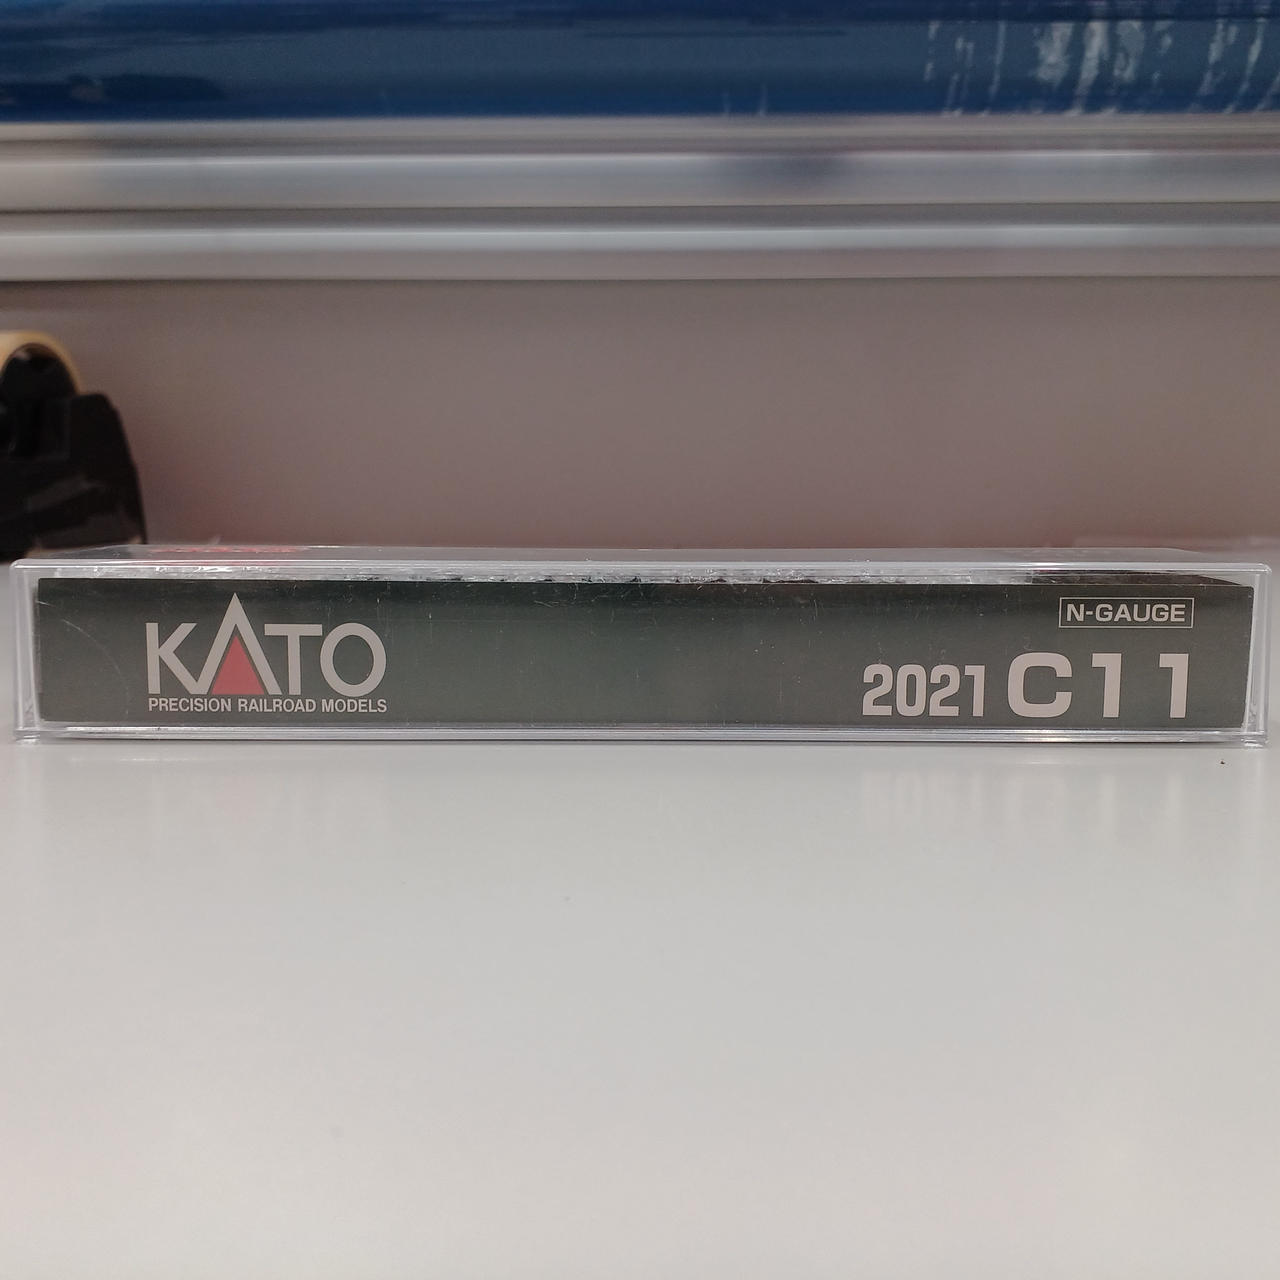 KATO
PRECISION RAILROAD MODELS
N-GAUGE
2021 C11